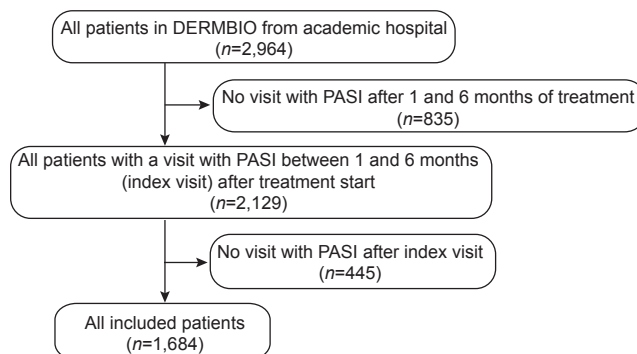 All patients in DERMBIO from academic hospital
(n=2,964)
No visit with PASI after 1 and 6 months of treatment
(n=835)
All patients with a visit with PASI between 1 and 6 months
(index visit) after treatment start
(n=2,129)
No visit with PASI after index visit
(n=445)
All included patients
(n=1,684)